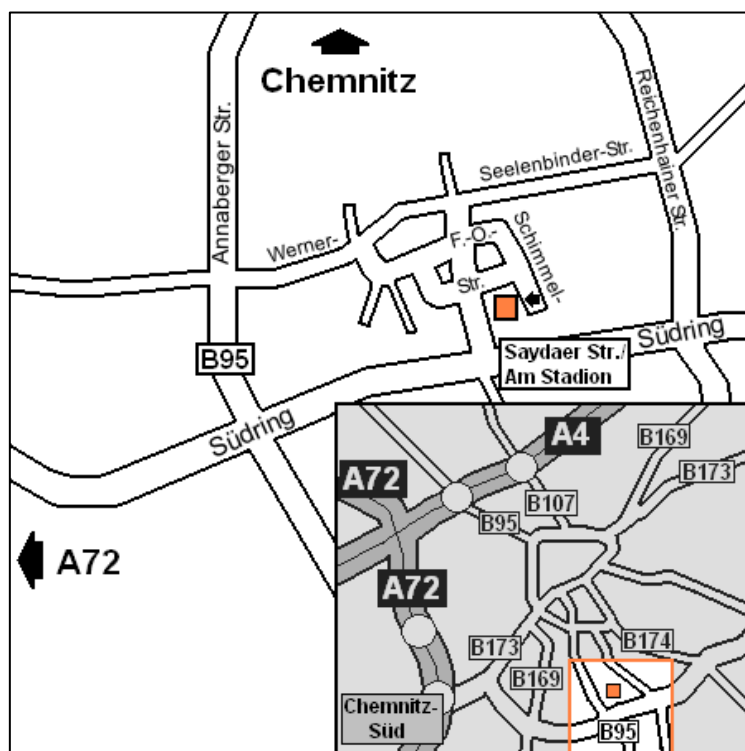 Chemnitz
Annaberger Str.
Reichenhainer Str.
Seelenbinder-Str.
Werner-
F.-O.-
Schimmel-
Str.
B95
Südring
Saydaer Str./
Am Stadion
Südring
A72
A4
B169
B173
A72
B107
B95
A72
B173
B174
B169
Chemnitz-
Süd
B95